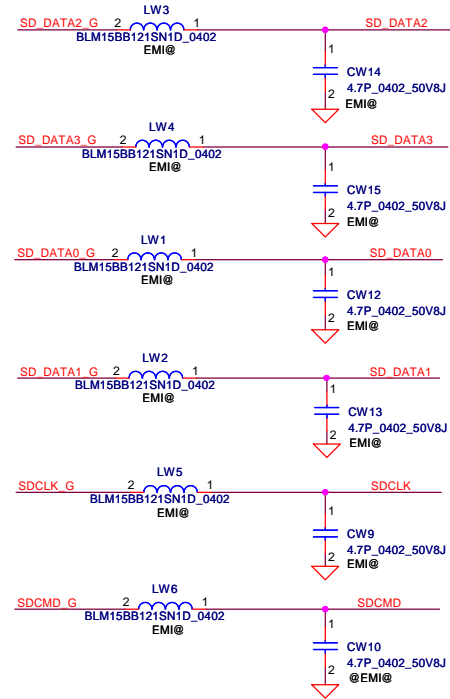 LW3
SD_DATA2_G 2 1 SD_DATA2
BLM15BB121SN1D_0402
EMI@
1
CW14
2 4.7P_0402_50V8J
EMI@
LW4
SD_DATA3_G 2 1 SD_DATA3
BLM15BB121SN1D_0402
EMI@
1
CW15
2 4.7P_0402_50V8J
EMI@
LW1
SD_DATA0_G 2 1 SD_DATA0
BLM15BB121SN1D_0402
EMI@
1
CW12
2 4.7P_0402_50V8J
EMI@
LW2
SD_DATA1_G 2 1 SD_DATA1
BLM15BB121SN1D_0402
EMI@
1
CW13
2 4.7P_0402_50V8J
EMI@
LW5
SDCLK_G 2 1 SDCLK
BLM15BB121SN1D_0402
EMI@
1
CW9
2 4.7P_0402_50V8J
EMI@
LW6
SDCMD_G 2 1 SDCMD
BLM15BB121SN1D_0402
EMI@
1
CW10
2 4.7P_0402_50V8J
@EMI@